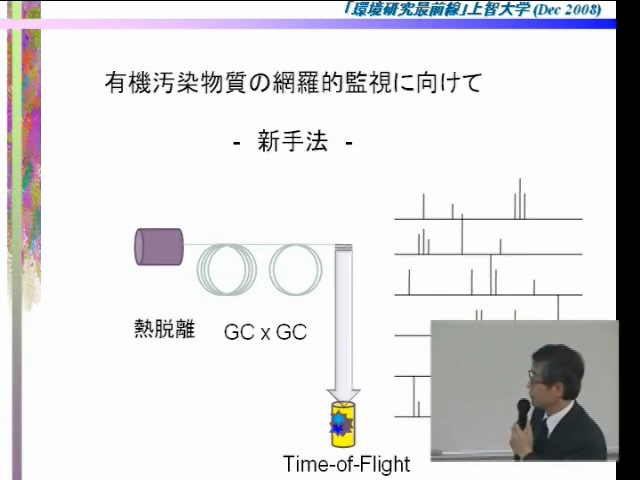 「環境研究最前線」上智大学 (Dec 2008)
有機汚染物質の網羅的監視に向けて
- 新手法 -
熱脱離
GC x GC
Time-of-Flight